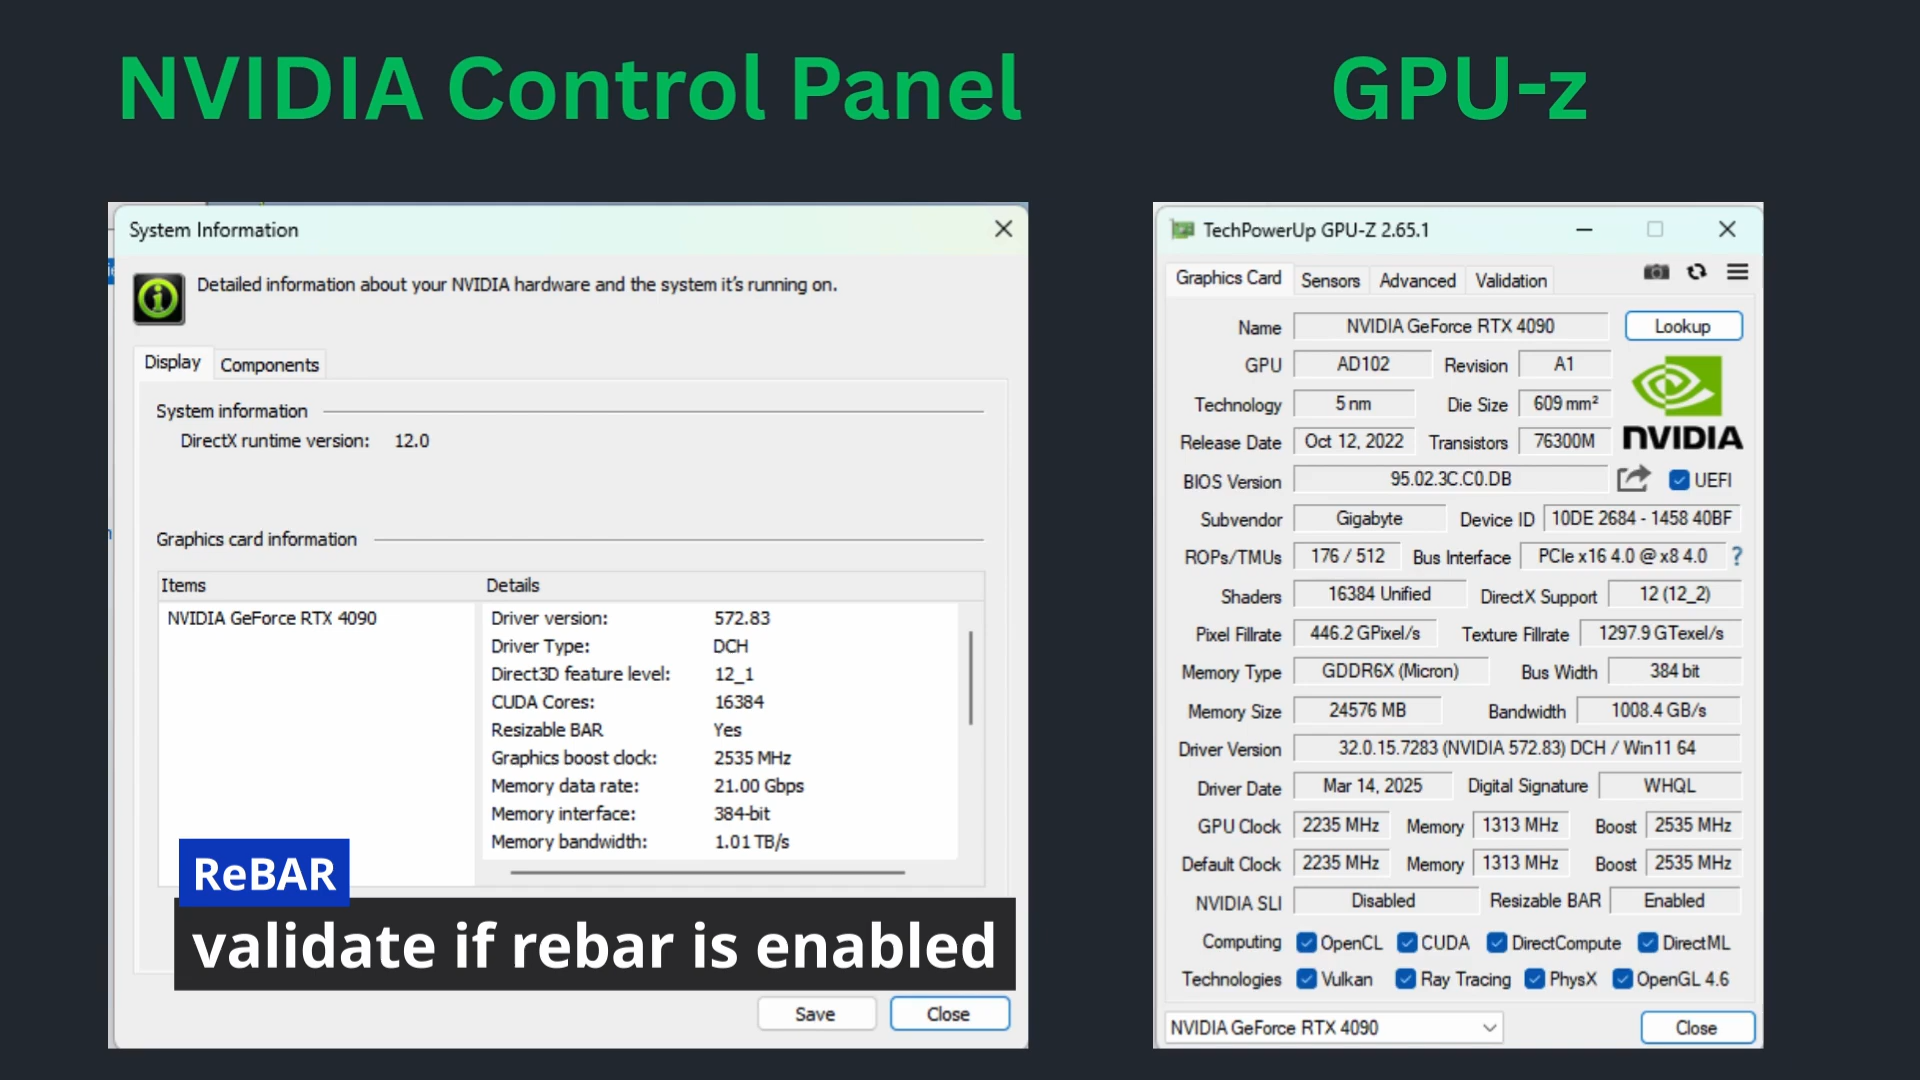 NVIDIA Control Panel
GPU-z
System Information
Detailed information about your NVIDIA hardware and the system it's running on.
Display
Components
System information
DirectX runtime version: 12.0
Graphics card information
Items
Details
NVIDIA GeForce RTX 4090
Driver version: 572.83
Driver Type: DCH
Direct3D feature level: 12_1
CUDA Cores: 16384
Resizable BAR Yes
Graphics boost clock: 2535 MHz
Memory data rate: 21.00 Gbps
Memory interface: 384-bit
Memory bandwidth: 1.01 TB/s
ReBAR
validate if rebar is enabled
Save
Close
TechPowerUp GPU-Z 2.65.1
Graphics Card Sensors Advanced Validation
Name NVIDIA GeForce RTX 4090 Lookup
GPU AD102 Revision A1
Technology 5 nm Die Size 609 mm²
Release Date Oct 12, 2022 Transistors 76300M
NVIDIA
BIOS Version 95.02.3C.C0.DB UEFI
Subvendor Gigabyte Device ID 10DE 2684 - 1458 40BF
ROPs/TMUs 176 / 512 Bus Interface PCIe x16 4.0 @ x8 4.0 ?
Shaders 16384 Unified DirectX Support 12 (12_2)
Pixel Fillrate 446.2 GPixel/s Texture Fillrate 1297.9 GTexel/s
Memory Type GDDR6X (Micron) Bus Width 384 bit
Memory Size 24576 MB Bandwidth 1008.4 GB/s
Driver Version 32.0.15.7283 (NVIDIA 572.83) DCH / Win11 64
Driver Date Mar 14, 2025 Digital Signature WHQL
GPU Clock 2235 MHz Memory 1313 MHz Boost 2535 MHz
Default Clock 2235 MHz Memory 1313 MHz Boost 2535 MHz
NVIDIA SLI Disabled Resizable BAR Enabled
Computing OpenCL CUDA DirectCompute DirectML
Technologies Vulkan Ray Tracing PhysX OpenGL 4.6
NVIDIA GeForce RTX 4090
Close